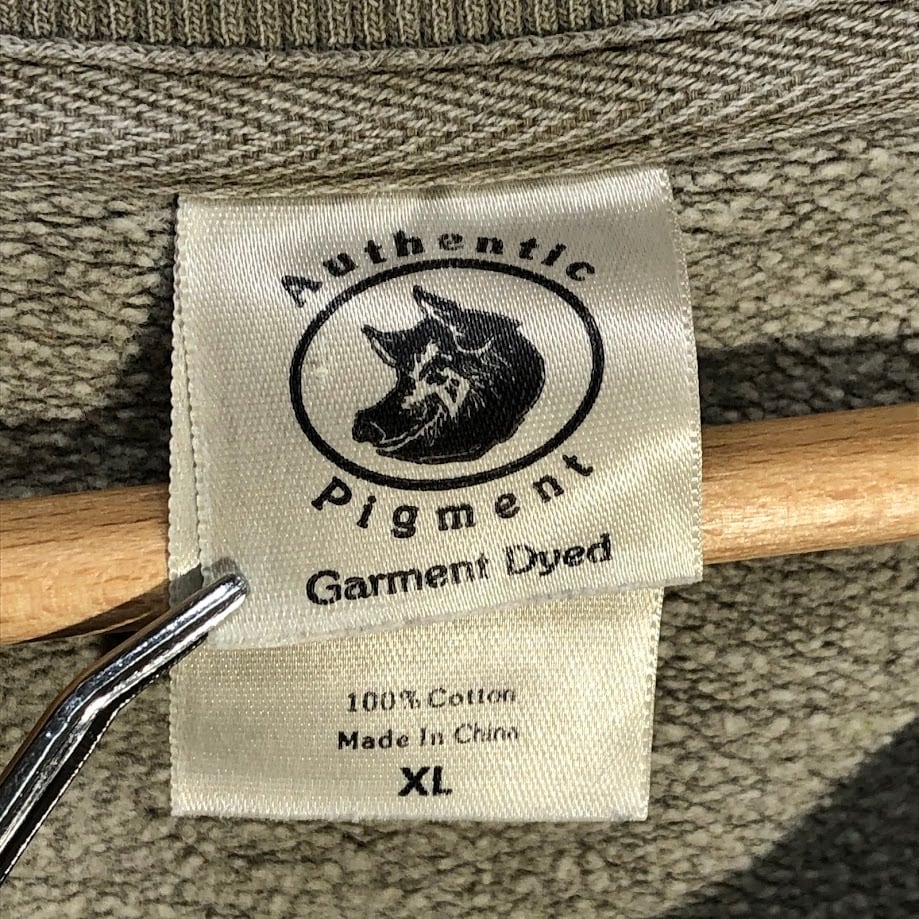 Authentic
Pigment
Garment Dyed
100% Cotton
Made In China
XL